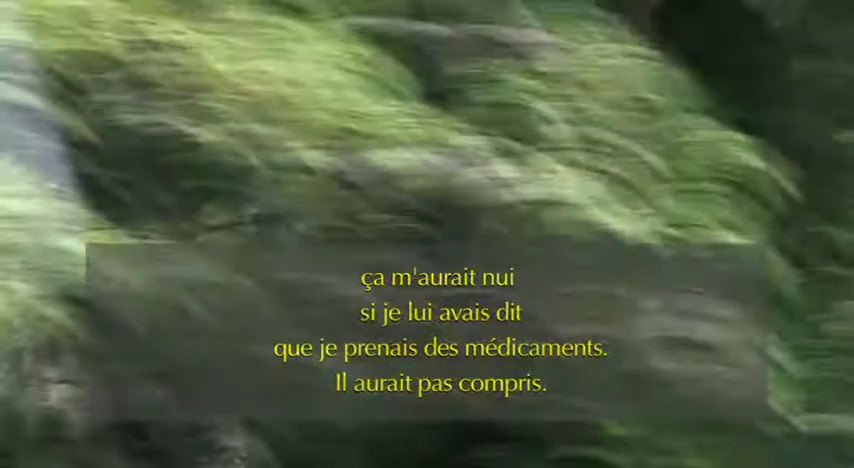 ça m'aurait nui
si je lui avais dit
que je prenais des médicaments.
Il aurait pas compris.